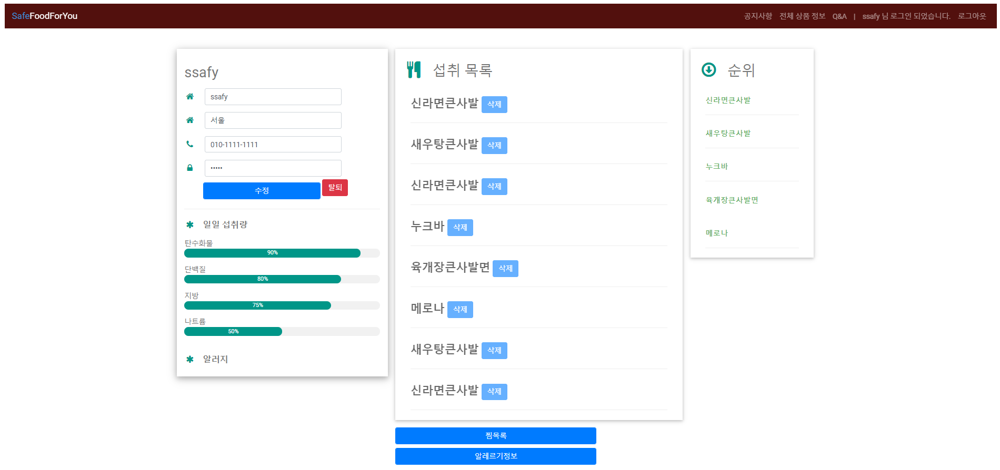 SafeFoodForYou
공지사항 전체 상품 정보 Q&A | ssafy 님 로그인 되었습니다. 로그아웃
ssafy
ssafy
서울
010-1111-1111
•••••
수정 탈퇴
일일 섭취량
탄수화물
90%
단백질
80%
지방
75%
나트륨
50%
알러지
섭취 목록
신라면큰사발 삭제
새우탕큰사발 삭제
신라면큰사발 삭제
누크바 삭제
육개장큰사발면 삭제
메로나 삭제
새우탕큰사발 삭제
신라면큰사발 삭제
찜목록
알레르기정보
순위
신라면큰사발
새우탕큰사발
누크바
육개장큰사발면
메로나